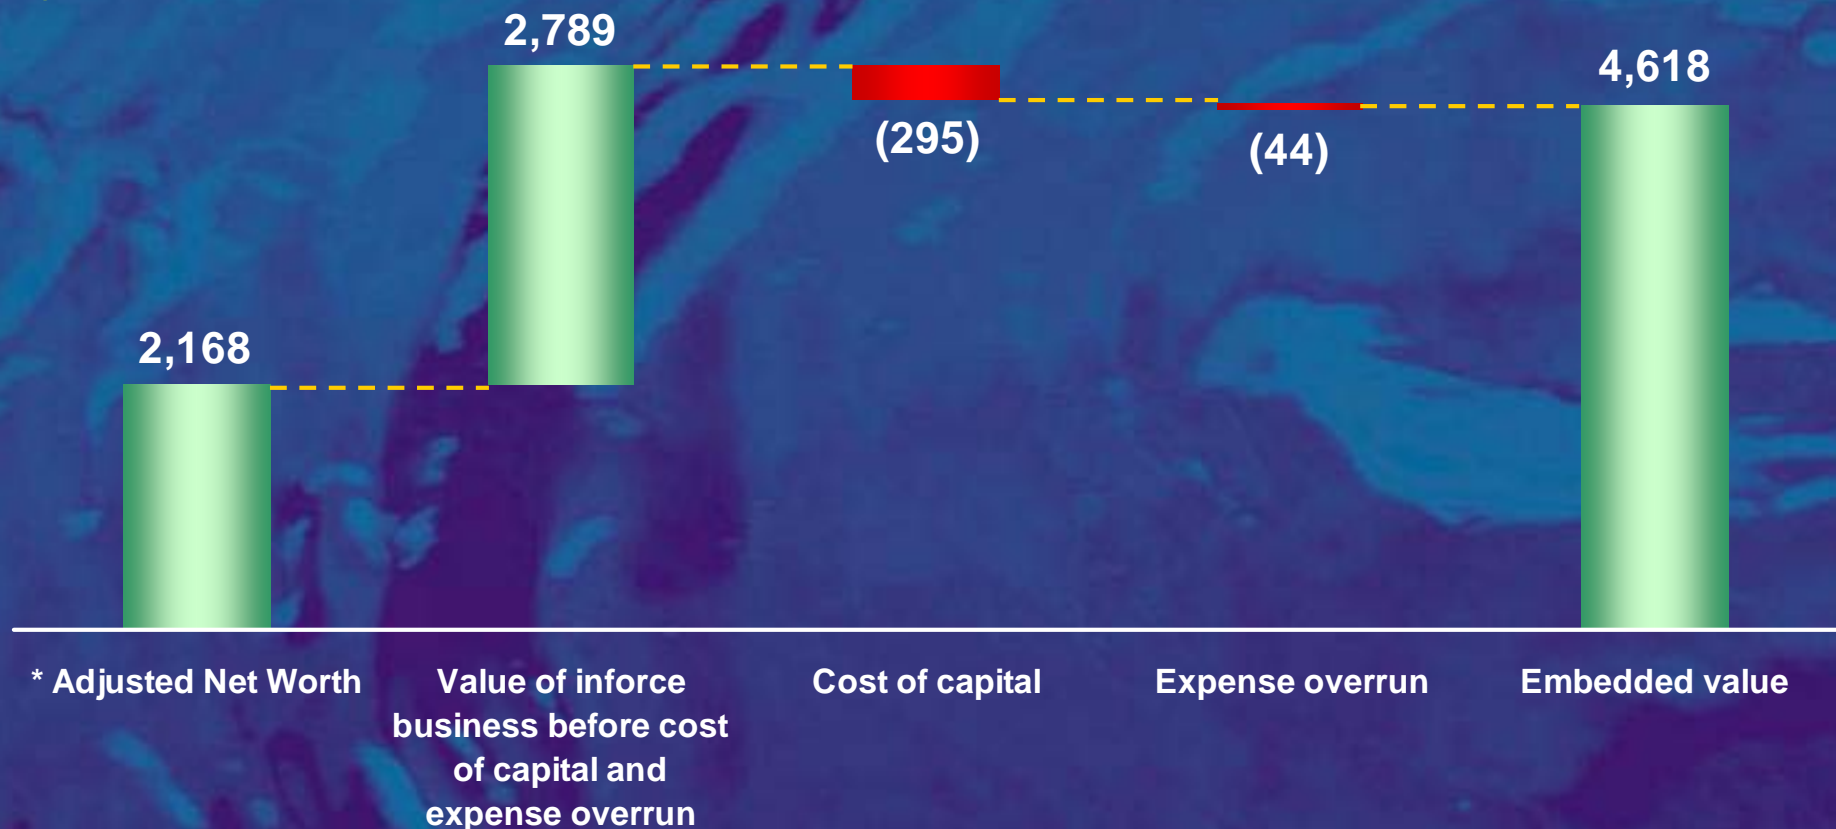 2,789
4,618
(295)
(44)
2,168
* Adjusted Net Worth
Value of inforce
business before cost
of capital and
expense overrun
Cost of capital
Expense overrun
Embedded value